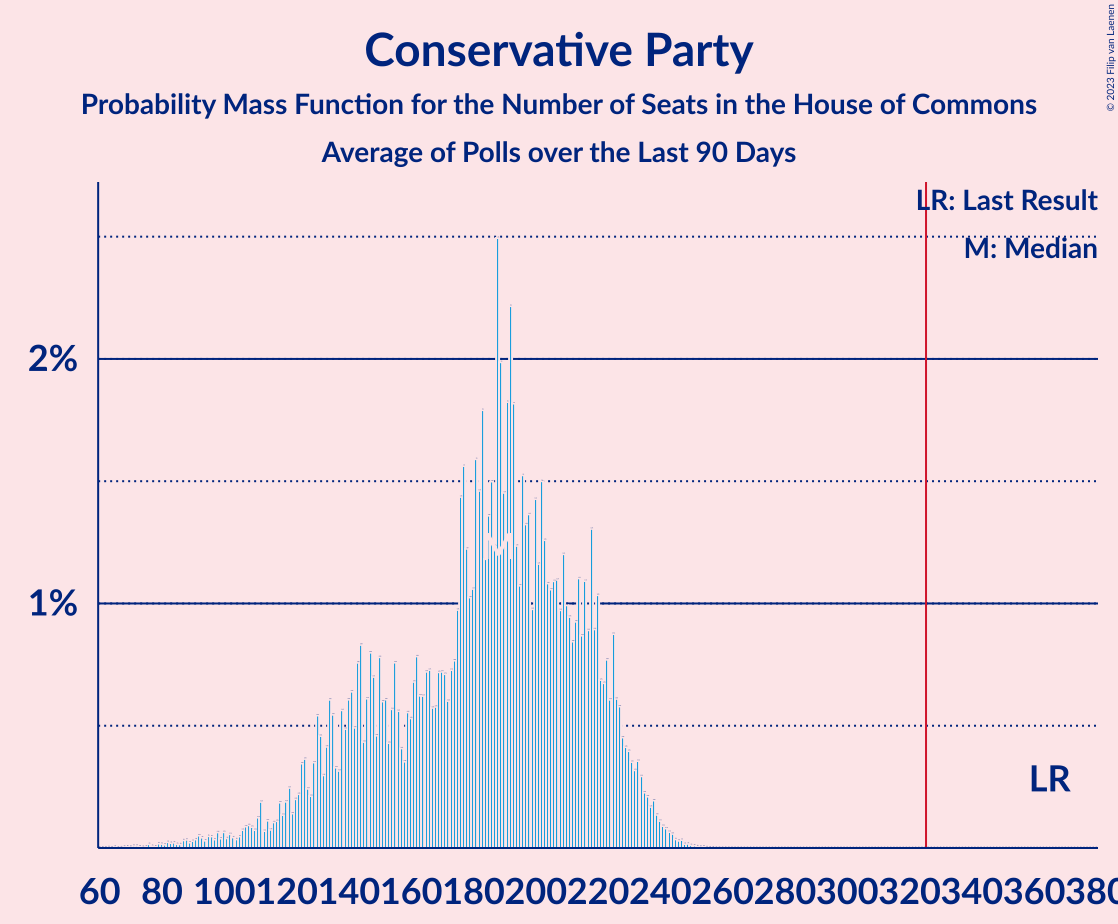 Conservative Party
Probability Mass Function for the Number of Seats in the House of Commons
Average of Polls over the Last 90 Days
© 2023 Filip van Laenen
LR: Last Result
M: Median
2%
1%
LR
60 80 100 120 140 160 180 200 220 240 260 280 300 320 340 360 380